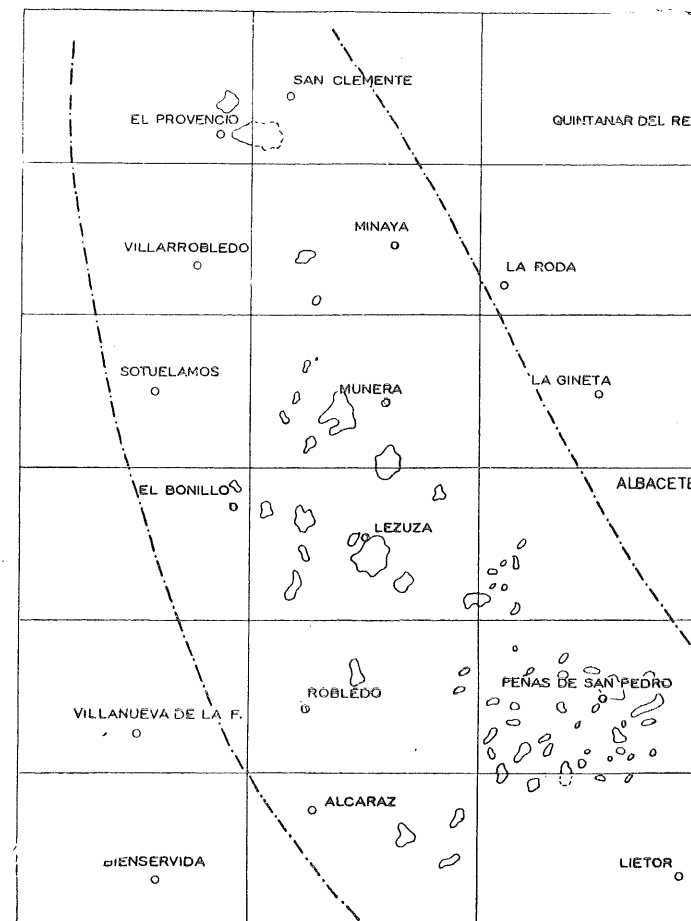 SAN CLEMENTE
EL PROVENCIO
QUINTANAR DEL RE
MINAYA
VILLARROBLEDO
LA RODA
SOTUELAMOS
MUNERA
LA GINETA
EL BONILLO
ALBACETE
LEZUZA
ROBLEDO
PEÑAS DE SAN PEDRO
VILLANUEVA DE LA F.
ALCARAZ
BIENSERVIDA
LIETOR